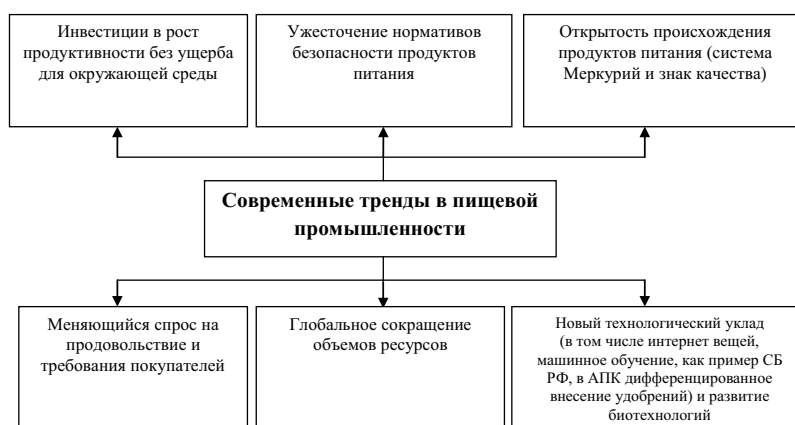 Инвестиции в рост
продуктивности без ущерба
для окружающей среды
Ужесточение нормативов
безопасности продуктов
питания
Открытость происхождения
продуктов питания (система
Меркурий и знак качества)
Современные тренды в пищевой
промышленности
Меняющийся спрос на
продовольствие и
требования покупателей
Глобальное сокращение
объемов ресурсов
Новый технологический уклад
(в том числе интернет вещей,
машинное обучение, как пример СБ
РФ, в АПК дифференцированное
внесение удобрений) и развитие
биотехнологий